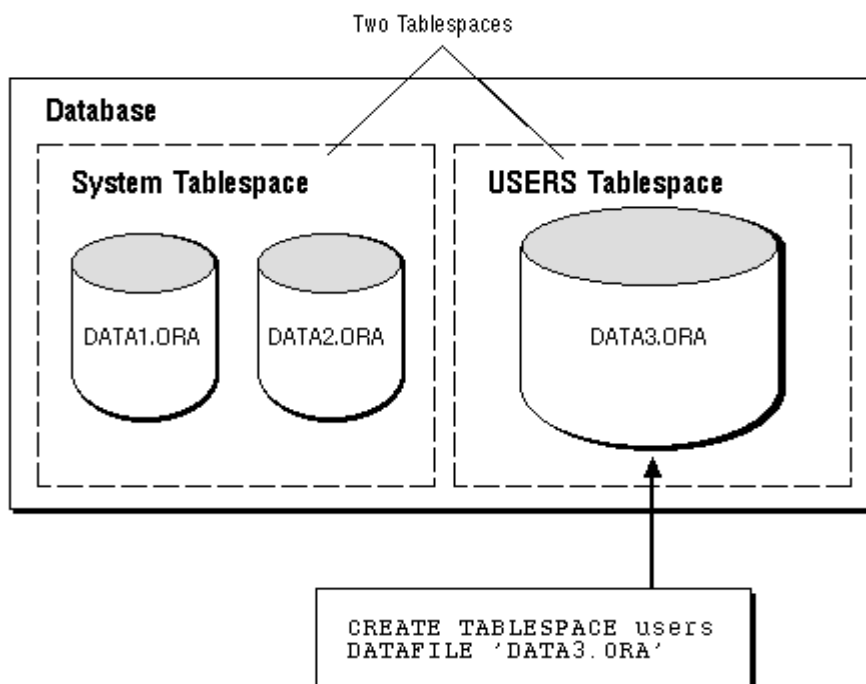 Two Tablespaces
Database
System Tablespace
USERS Tablespace
DATA1.ORA
DATA2.ORA
DATA3.ORA
CREATE TABLESPACE users
DATAFILE 'DATA3.ORA'